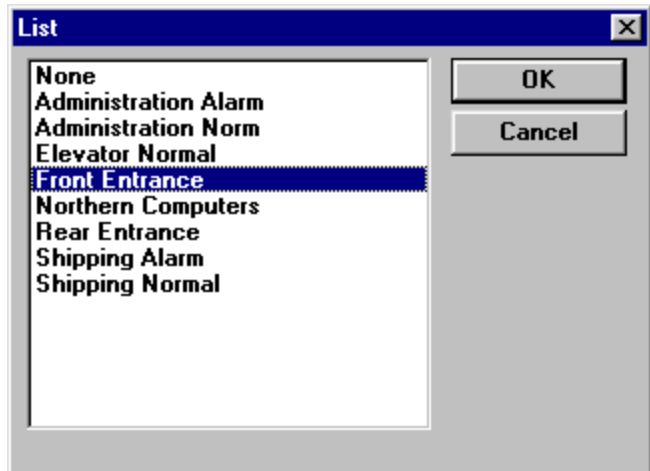 List
None
Administration Alarm
Administration Norm
Elevator Normal
Front Entrance
Northern Computers
Rear Entrance
Shipping Alarm
Shipping Normal
OK
Cancel